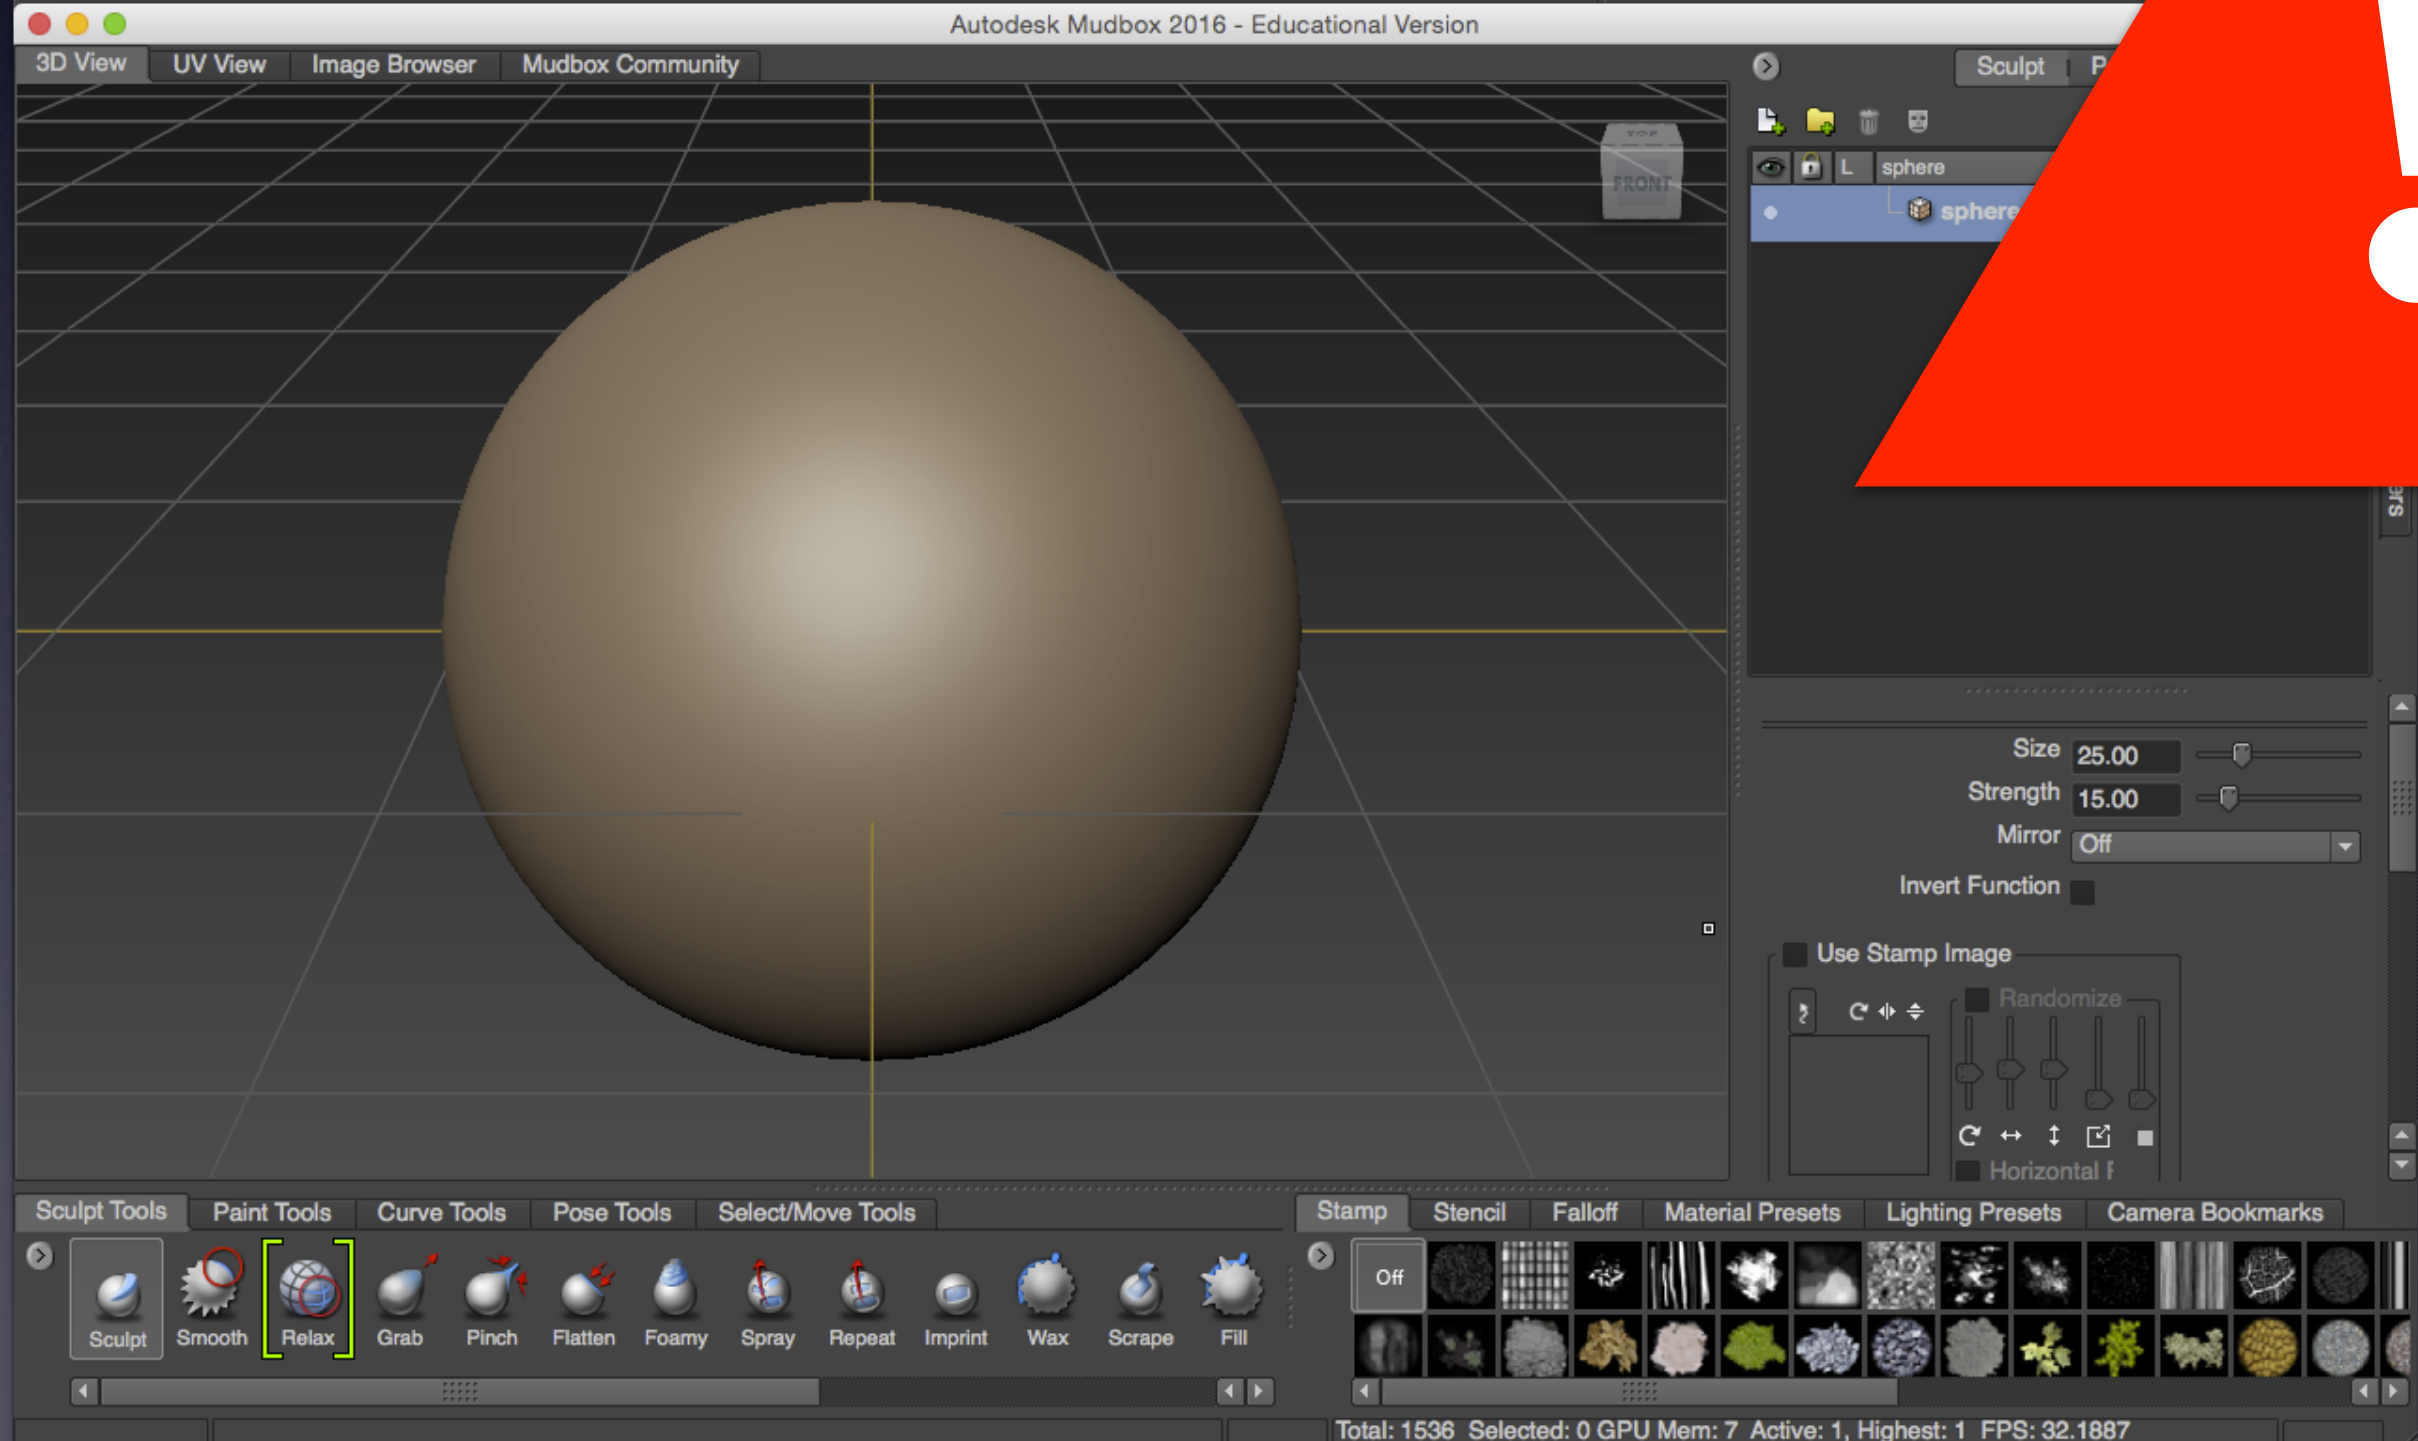 Autodesk Mudbox 2016 - Educational Version
3D View UV View Image Browser Mudbox Community
Sculpt
TOP
FRONT
L sphere
sphere
!
Size 25.00
Strength 15.00
Mirror Off
Invert Function
Use Stamp Image
Randomize
Horizontal
Sculpt Tools Paint Tools Curve Tools Pose Tools Select/Move Tools
Stamp Stencil Falloff Material Presets Lighting Presets Camera Bookmarks
Off
Sculpt Smooth Relax Grab Pinch Flatten Foamy Spray Repeat Imprint Wax Scrape Fill
Total: 1536 Selected: 0 GPU Mem: 7 Active: 1, Highest: 1 FPS: 32.1887